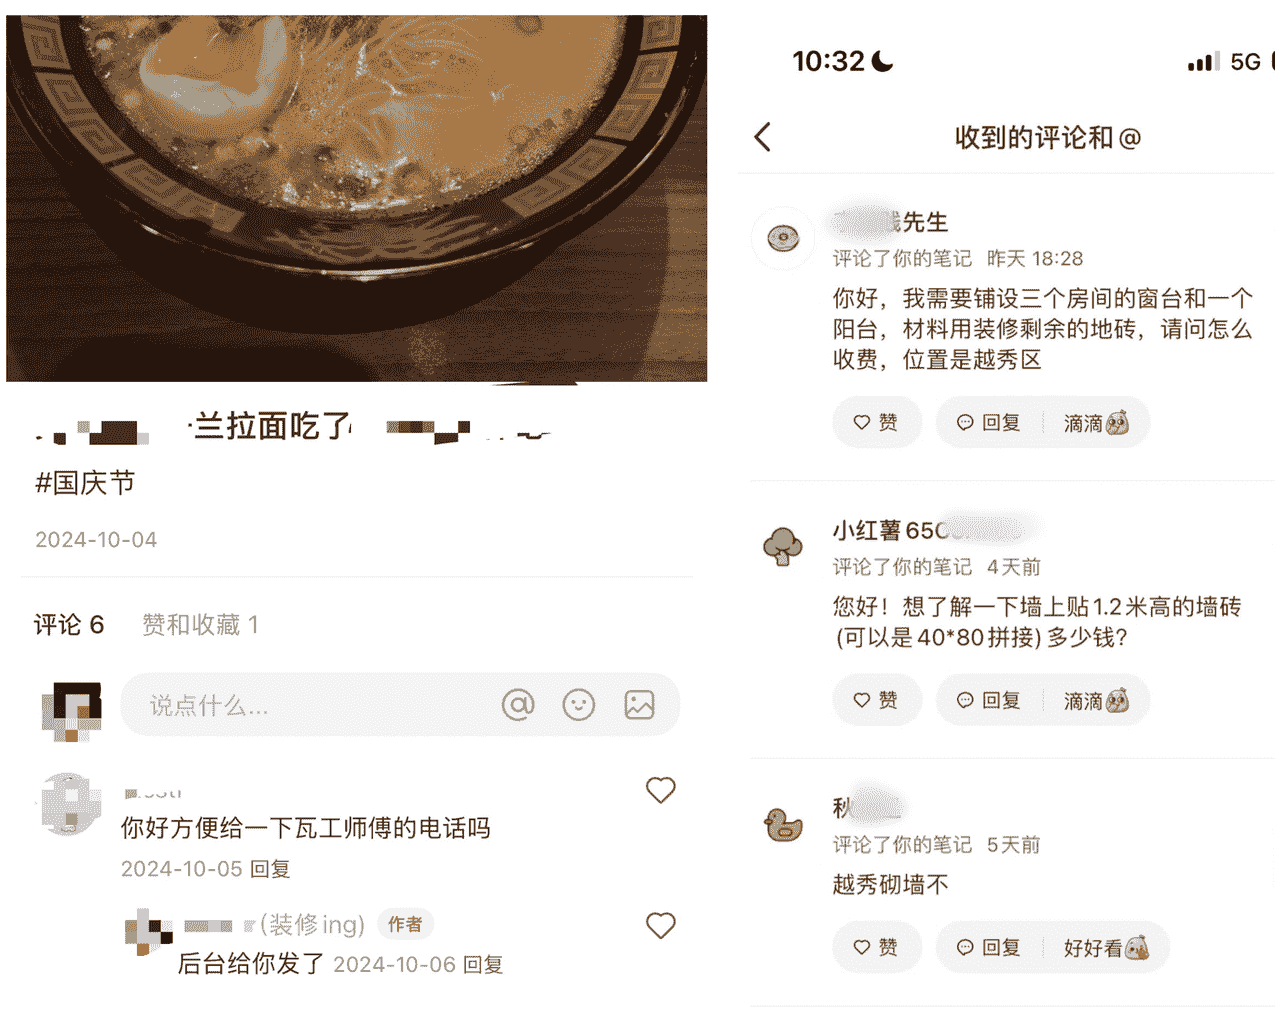 兰拉面吃了
#国庆节
2024-10-04
评论 6 赞和收藏 1
说点什么...
你好方便给一下瓦工师傅的电话吗
2024-10-05 回复
(装修ing) 作者
后台给你发了 2024-10-06 回复
10:32 5G
收到的评论和@
先生
评论了你的笔记 昨天 18:28
你好，我需要铺设三个房间的窗台和一个
阳台，材料用装修剩余的地砖，请问怎么
收费，位置是越秀区
赞 回复 滴滴
小红薯650
评论了你的笔记 4天前
您好！想了解一下墙上贴1.2米高的墙砖
(可以是40*80拼接)多少钱?
赞 回复 滴滴
秋
评论了你的笔记 5天前
越秀砌墙不
赞 回复 好好看